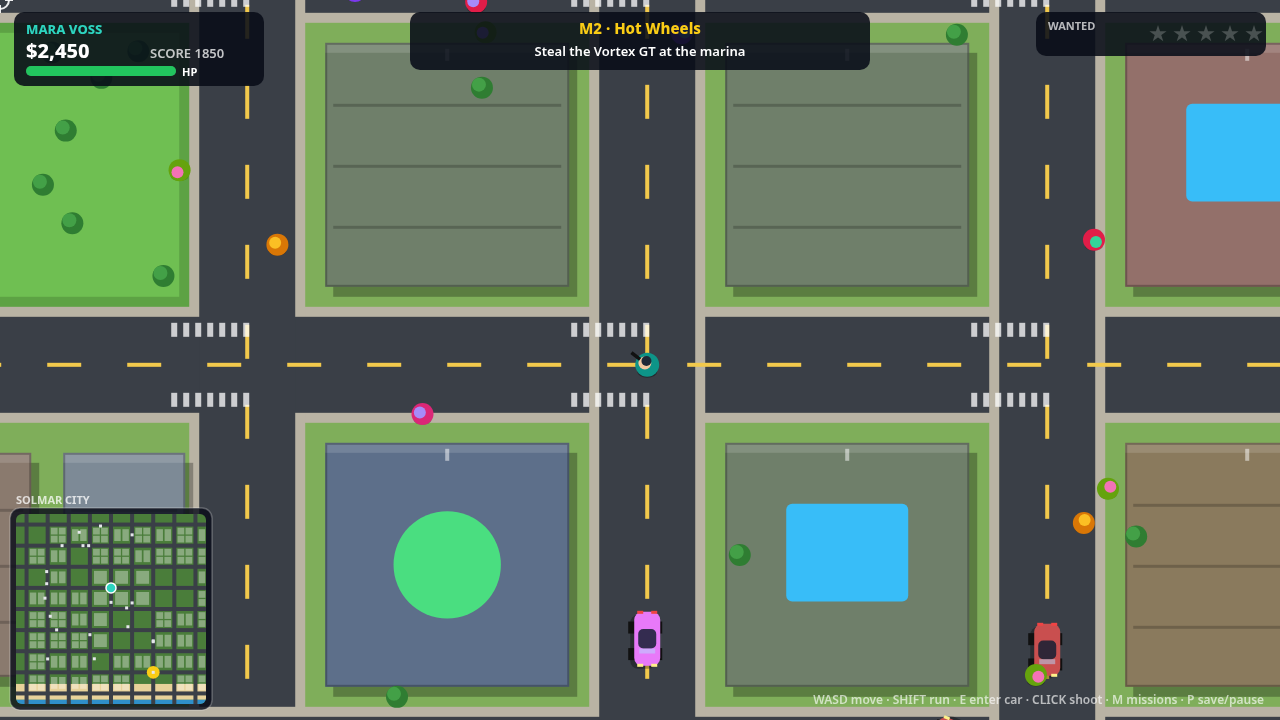 MARA VOSS
$2,450
SCORE 1850
HP
M2 · Hot Wheels
Steal the Vortex GT at the marina
WANTED
SOLMAR CITY
WASD move · SHIFT run · E enter car · CLICK shoot · M missions · P save/pause